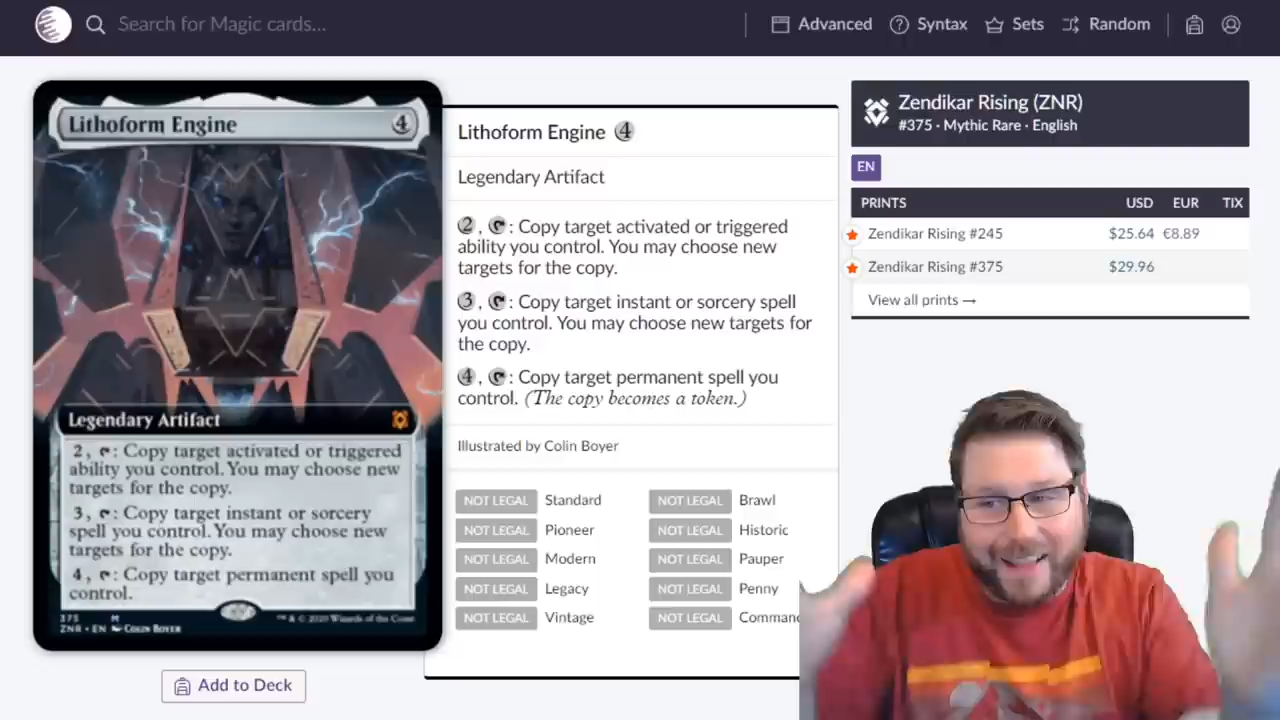 Search for Magic cards...
Advanced
Syntax
Sets
Random
Lithoform Engine 4
Legendary Artifact
2, : Copy target activated or triggered
ability you control. You may choose new
targets for the copy.
3, : Copy target instant or sorcery
spell you control. You may choose new
targets for the copy.
4, : Copy target permanent spell you
control.
375 M
ZNR • EN Colin Boyer
™ & © 2020 Wizards of the Coast
Add to Deck
Lithoform Engine 4
Legendary Artifact
2, : Copy target activated or triggered
ability you control. You may choose new
targets for the copy.
3, : Copy target instant or sorcery spell
you control. You may choose new targets for
the copy.
4, : Copy target permanent spell you
control. (The copy becomes a token.)
Illustrated by Colin Boyer
NOT LEGAL Standard NOT LEGAL Brawl
NOT LEGAL Pioneer NOT LEGAL Historic
NOT LEGAL Modern NOT LEGAL Pauper
NOT LEGAL Legacy NOT LEGAL Penny
NOT LEGAL Vintage NOT LEGAL Comman
Zendikar Rising (ZNR)
#375 · Mythic Rare · English
EN
PRINTS USD EUR TIX
Zendikar Rising #245 $25.64 €8.89
Zendikar Rising #375 $29.96
View all prints →